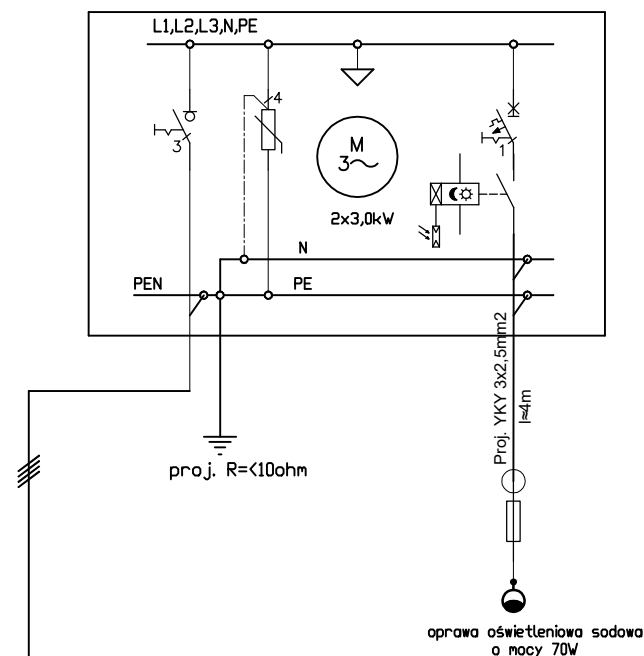 L1,L2,L3,N,PE
4
3
M
3~
2x3,0kW
1
N
PEN
PE
Proj. YKY 3x2,5mm2
l≈4m
proj. R=<10ohm
oprawa oświetleniowa sodowa
o mocy 70W